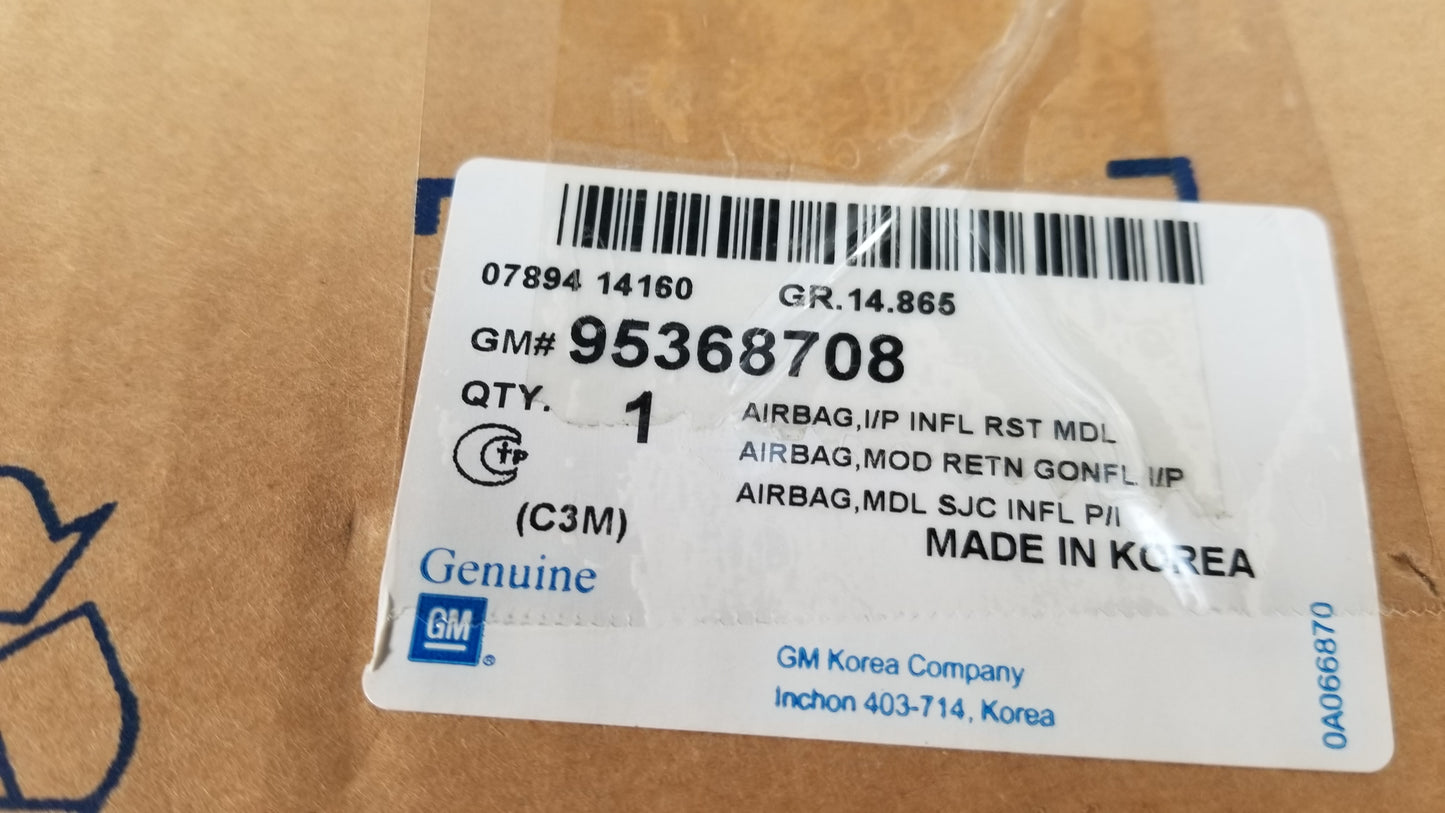 07894 14160 GR.14.865
GM# 95368708
QTY. 1
AIRBAG,I/P INFL RST MDL
AIRBAG,MOD RETN GONFL I/P
AIRBAG,MDL SJC INFL P/I
(C3M)
MADE IN KOREA
Genuine
GM®
GM Korea Company
Inchon 403-714, Korea
0A066870